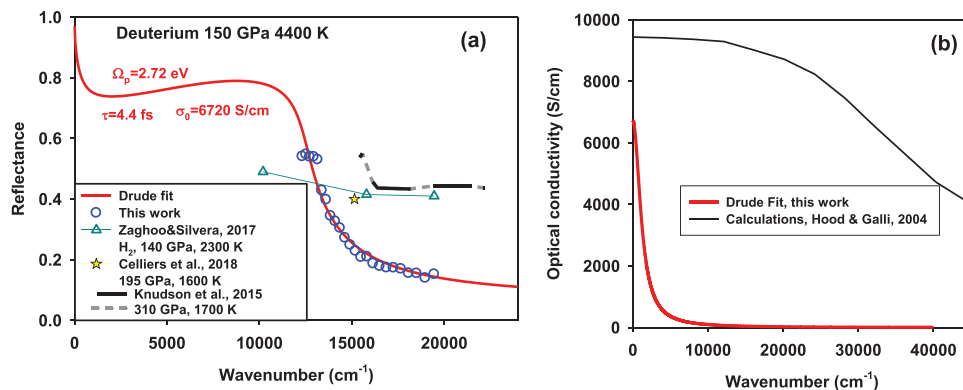 Deuterium 150 GPa 4400 K
(a)
Ωp=2.72 eV
τ=4.4 fs
σ0=6720 S/cm
Reflectance
1.0
0.8
0.6
0.4
0.2
0.0
Drude fit
This work
Zaghoo&Silvera, 2017
H2, 140 GPa, 2300 K
Celliers et al., 2018
195 GPa, 1600 K
Knudson et al., 2015
310 GPa, 1700 K
0 5000 10000 15000 20000
Wavenumber (cm-1)
(b)
Optical conductivity (S/cm)
10000
8000
6000
4000
2000
0
Drude Fit, this work
Calculations, Hood & Galli, 2004
0 10000 20000 30000 40000
Wavenumber (cm-1)